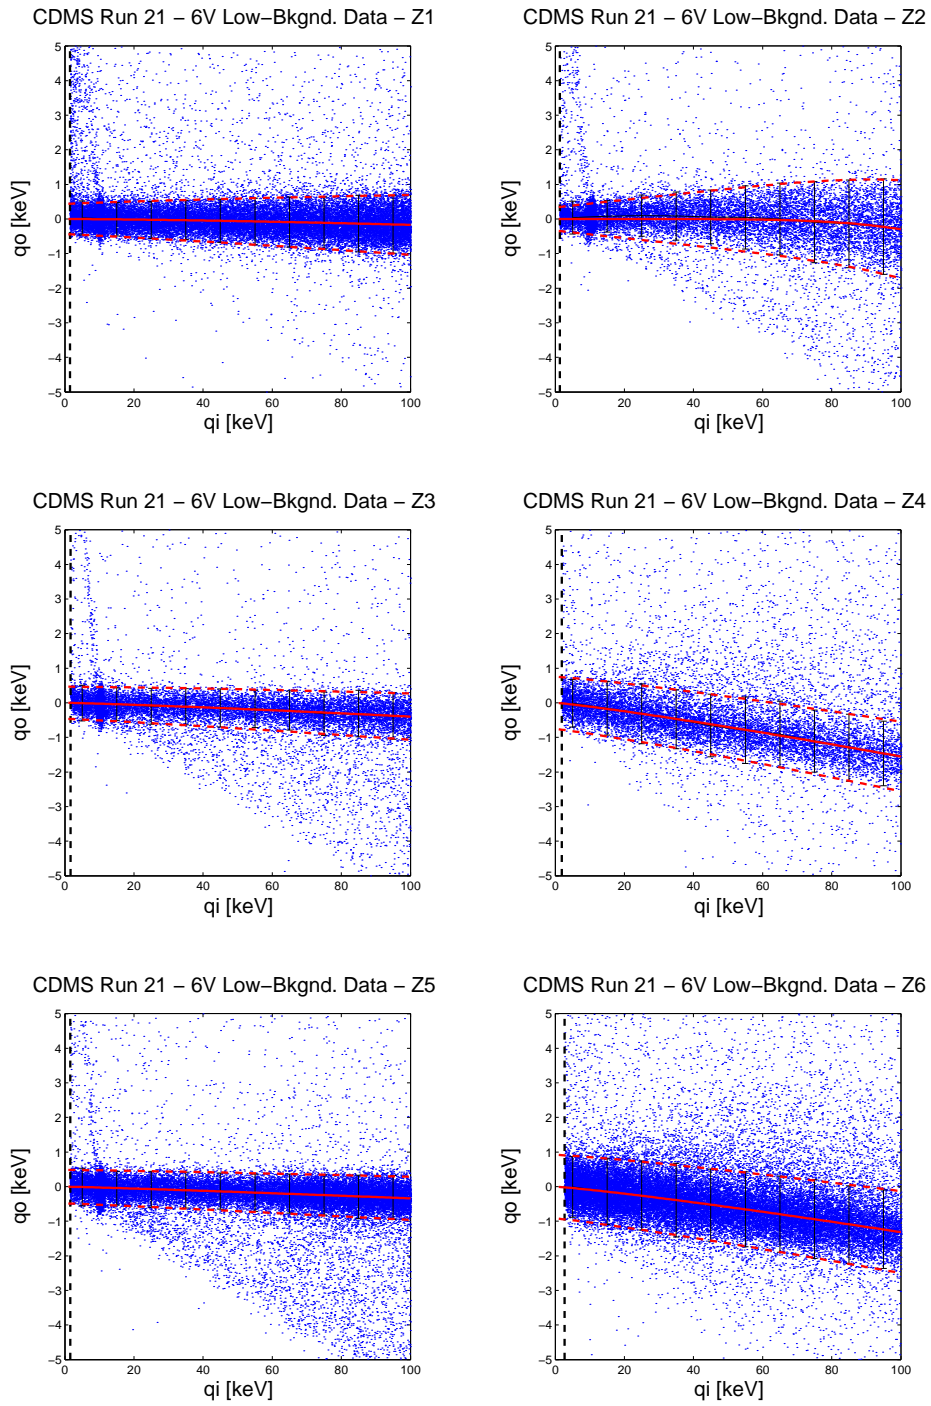 CDMS Run 21 − 6V Low−Bkgnd. Data − Z1
5
4
3
2
1
0
−1
−2
−3
−4
−5
qo [keV]
0 20 40 60 80 100
qi [keV]
CDMS Run 21 − 6V Low−Bkgnd. Data − Z2
5
4
3
2
1
0
−1
−2
−3
−4
−5
qo [keV]
0 20 40 60 80 100
qi [keV]
CDMS Run 21 − 6V Low−Bkgnd. Data − Z3
5
4
3
2
1
0
−1
−2
−3
−4
−5
qo [keV]
0 20 40 60 80 100
qi [keV]
CDMS Run 21 − 6V Low−Bkgnd. Data − Z4
5
4
3
2
1
0
−1
−2
−3
−4
−5
qo [keV]
0 20 40 60 80 100
qi [keV]
CDMS Run 21 − 6V Low−Bkgnd. Data − Z5
5
4
3
2
1
0
−1
−2
−3
−4
−5
qo [keV]
0 20 40 60 80 100
qi [keV]
CDMS Run 21 − 6V Low−Bkgnd. Data − Z6
5
4
3
2
1
0
−1
−2
−3
−4
−5
qo [keV]
0 20 40 60 80 100
qi [keV]